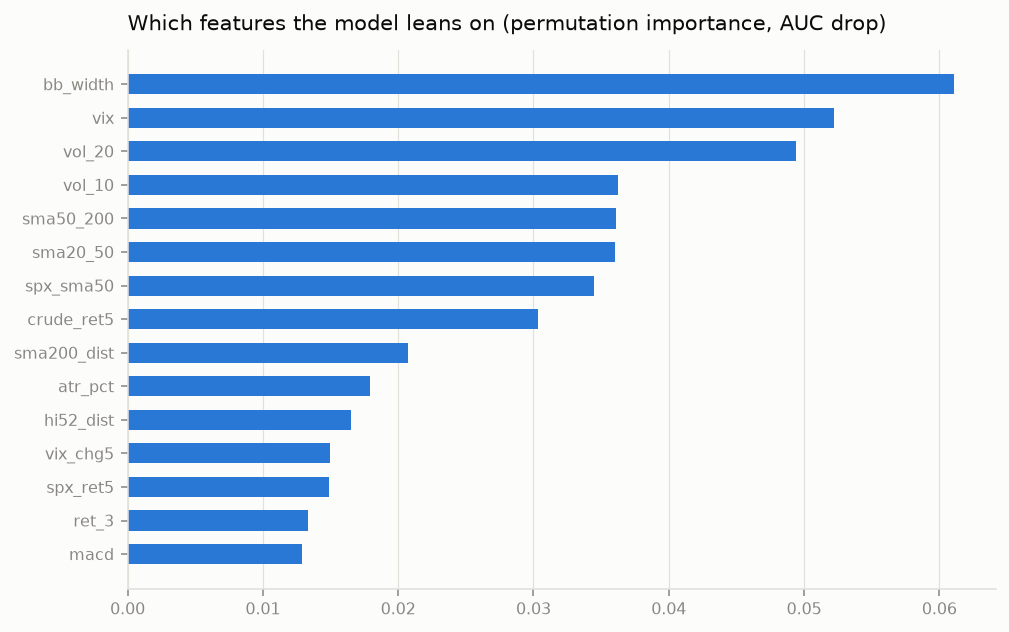 Which features the model leans on (permutation importance, AUC drop)
bb_width
vix
vol_20
vol_10
sma50_200
sma20_50
spx_sma50
crude_ret5
sma200_dist
atr_pct
hi52_dist
vix_chg5
spx_ret5
ret_3
macd
0.00 0.01 0.02 0.03 0.04 0.05 0.06